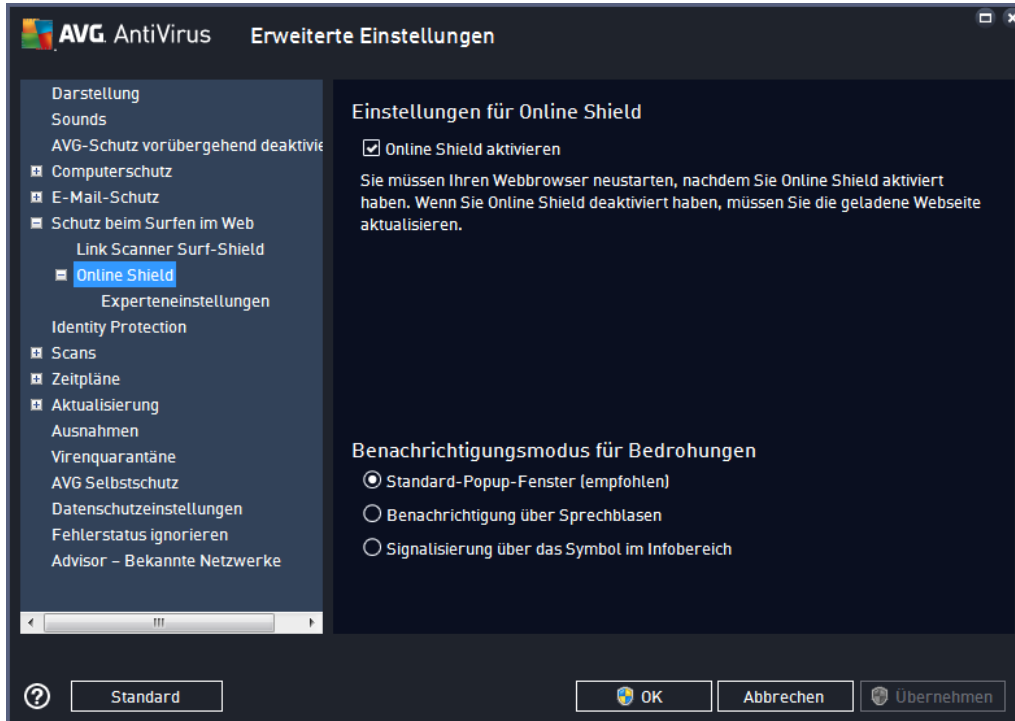 AVG AntiVirus Erweiterte Einstellungen
Darstellung
Sounds
AVG-Schutz vorübergehend deaktivie
Computerschutz
E-Mail-Schutz
Schutz beim Surfen im Web
Link Scanner Surf-Shield
Online Shield
Experteneinstellungen
Identity Protection
Scans
Zeitpläne
Aktualisierung
Ausnahmen
Virenquarantäne
AVG Selbstschutz
Datenschutzeinstellungen
Fehlerstatus ignorieren
Advisor – Bekannte Netzwerke
Einstellungen für Online Shield
Online Shield aktivieren
Sie müssen Ihren Webbrowser neustarten, nachdem Sie Online Shield aktiviert
haben. Wenn Sie Online Shield deaktiviert haben, müssen Sie die geladene Webseite
aktualisieren.
Benachrichtigungsmodus für Bedrohungen
Standard-Popup-Fenster (empfohlen)
Benachrichtigung über Sprechblasen
Signalisierung über das Symbol im Infobereich
? Standard OK Abbrechen Übernehmen